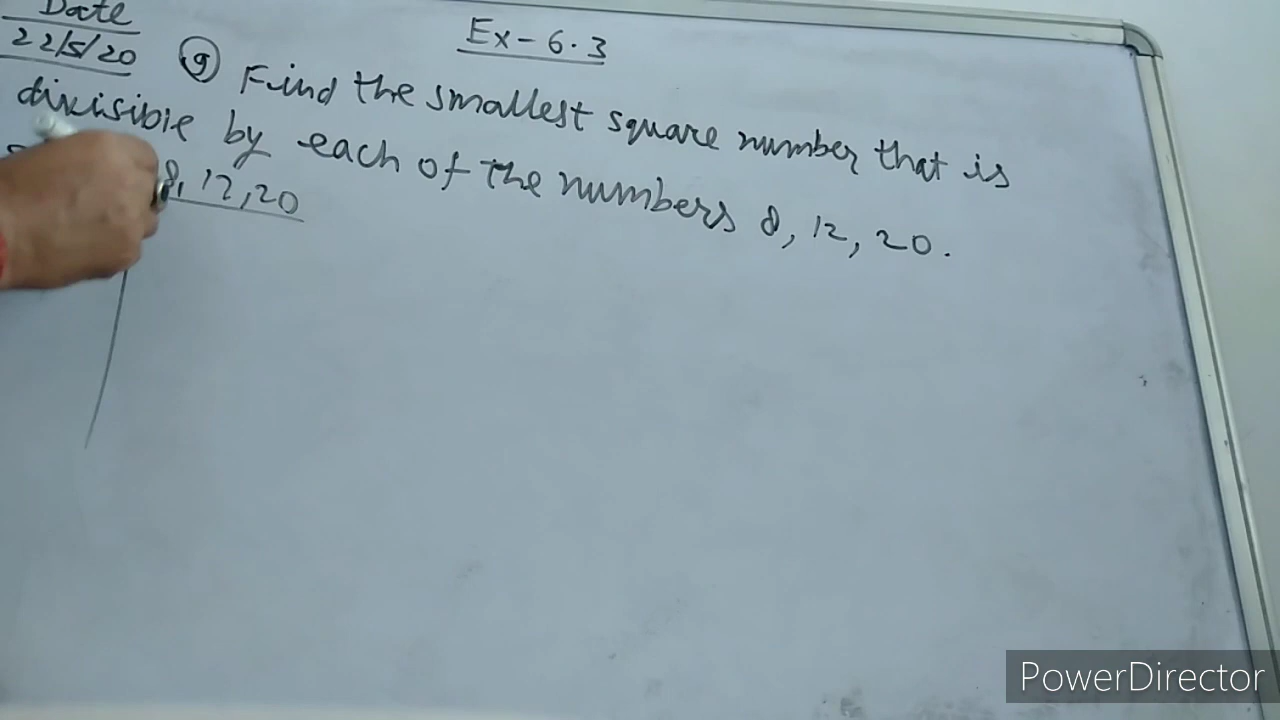 Date
22/5/20
Ex-6.3
9 Find the smallest square number that is
divisible by each of the numbers 8, 12, 20.
8, 12, 20
PowerDirector